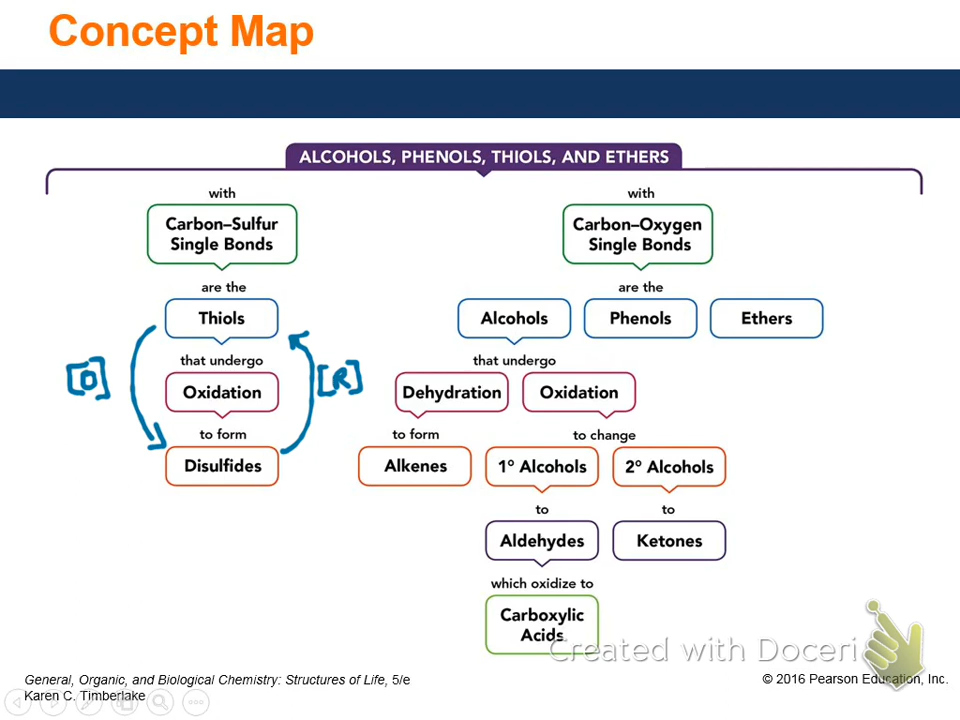 Concept Map
ALCOHOLS, PHENOLS, THIOLS, AND ETHERS
with
with
Carbon–Sulfur
Single Bonds
Carbon–Oxygen
Single Bonds
are the
are the
Thiols
Alcohols
Phenols
Ethers
that undergo
that undergo
[O]
[R]
Oxidation
Dehydration
Oxidation
to form
to form
to change
Disulfides
Alkenes
1° Alcohols
2° Alcohols
to
to
Aldehydes
Ketones
which oxidize to
Carboxylic
Acids
Created with Doceri
General, Organic, and Biological Chemistry: Structures of Life, 5/e
Karen C. Timberlake
© 2016 Pearson Education, Inc.